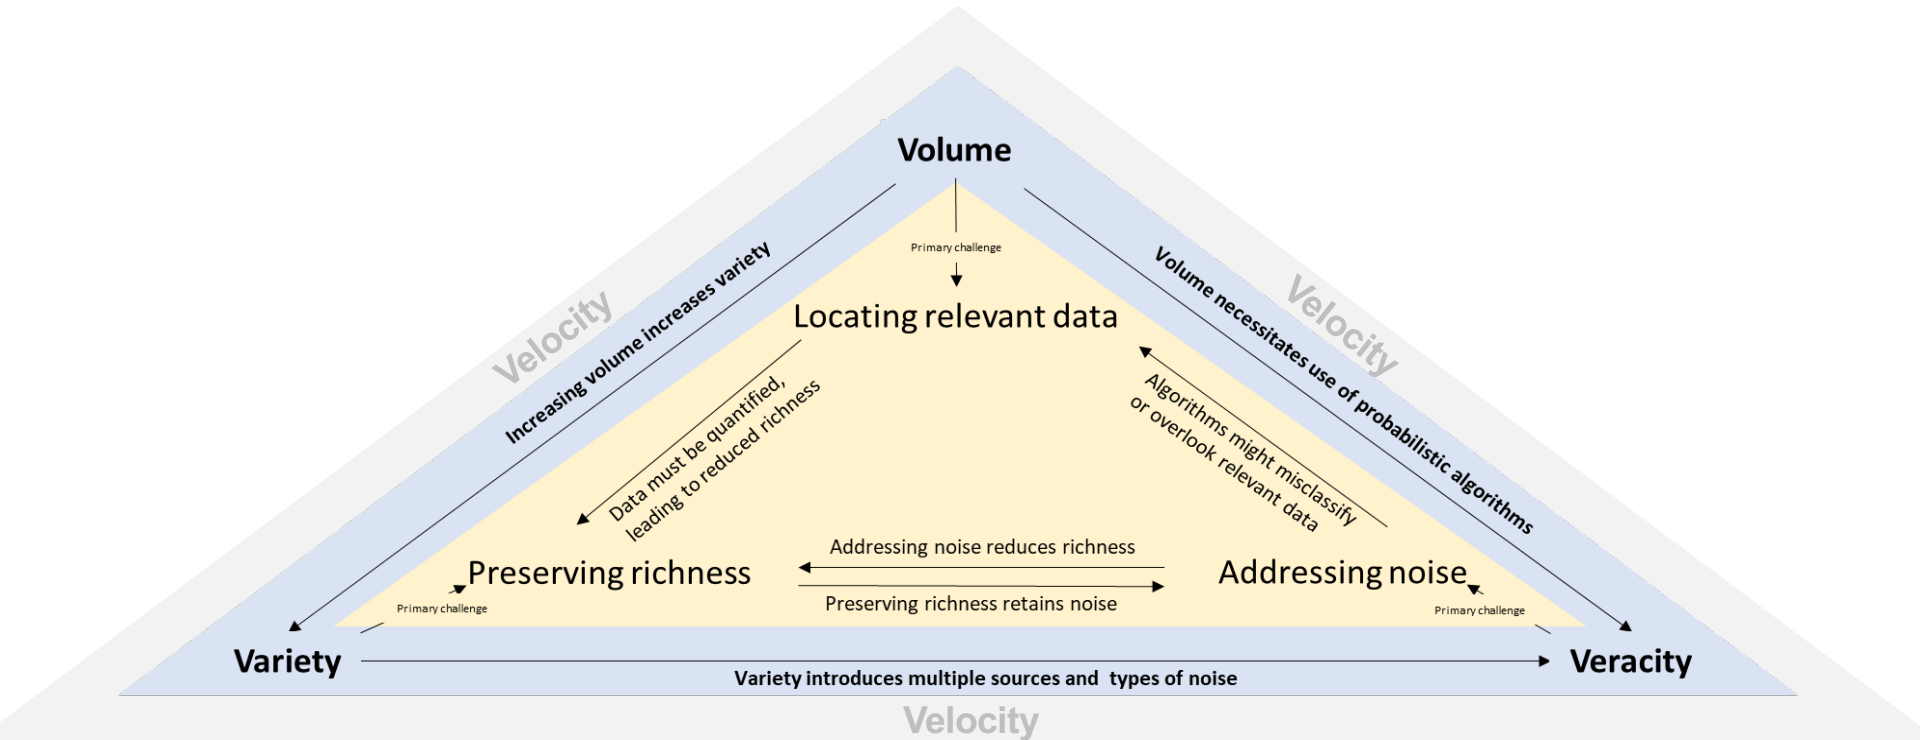 Volume
Primary challenge
Locating relevant data
Velocity
Increasing volume increases variety
Data must be quantified,
leading to reduced richness
Volume necessitates use of probabilistic algorithms
Velocity
Algorithms might misclassify
or overlook relevant data
Addressing noise reduces richness
Preserving richness
Addressing noise
Preserving richness retains noise
Primary challenge
Primary challenge
Variety
Veracity
Variety introduces multiple sources and types of noise
Velocity